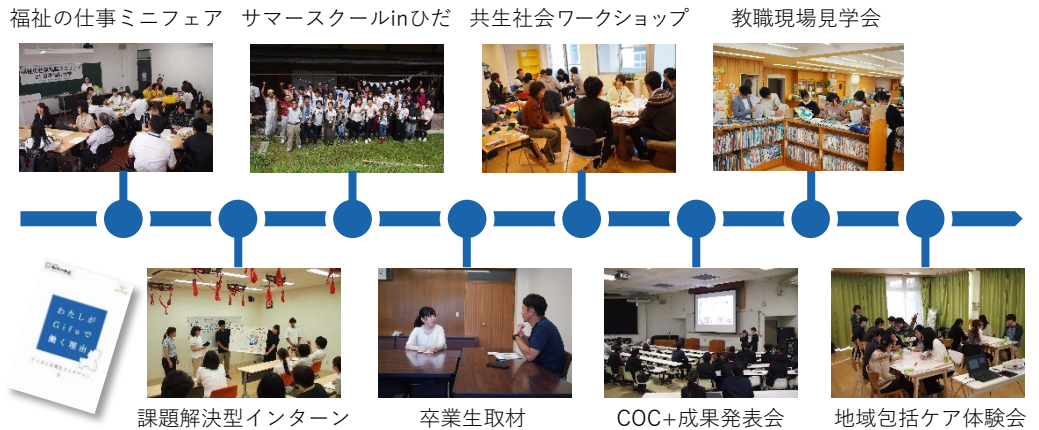 福祉の仕事ミニフェア
サマースクールinひだ
共生社会ワークショップ
教職現場見学会
わたしが
Gifuで
働く理由
課題解決型インターン
卒業生取材
COC+成果発表会
地域包括ケア体験会